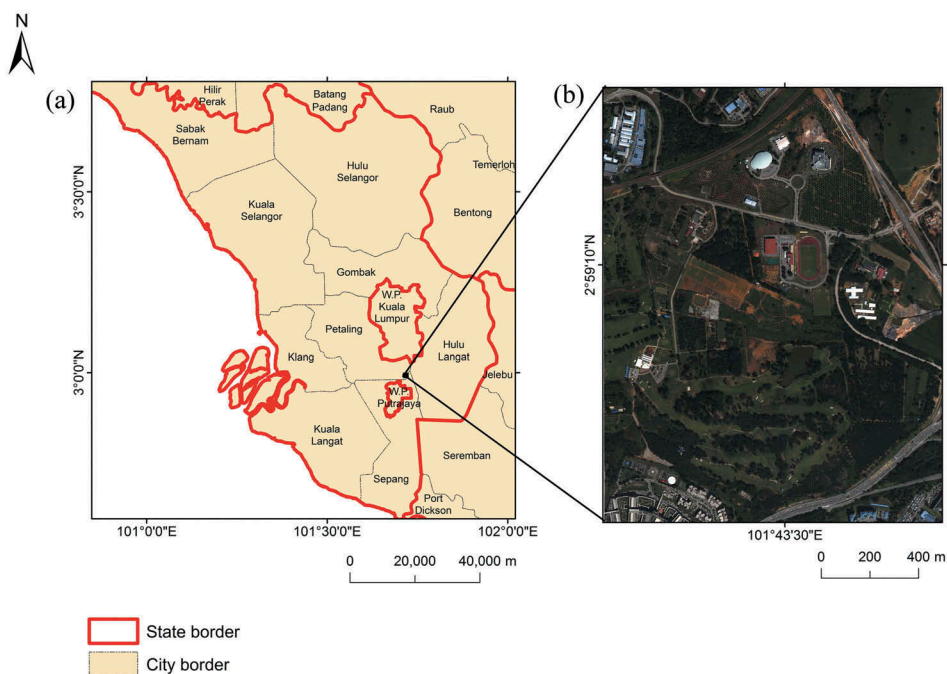 N
(a)
(b)
Hilir
Perak
Batang
Padang
Raub
Sabak
Bernam
Temerloh
Hulu
Selangor
3°30'0"N
Kuala
Selangor
Bentong
Gombak
2°59'10"N
W.P.
Kuala
Lumpur
Petaling
Hulu
Langat
Klang
3°0'0"N
Jelebu
W.P.
Putrajaya
Kuala
Langat
Seremban
Sepang
Port
Dickson
101°0'0"E
101°30'0"E
102°0'0"E
101°43'30"E
0 20,000 40,000 m
0 200 400 m
State border
City border